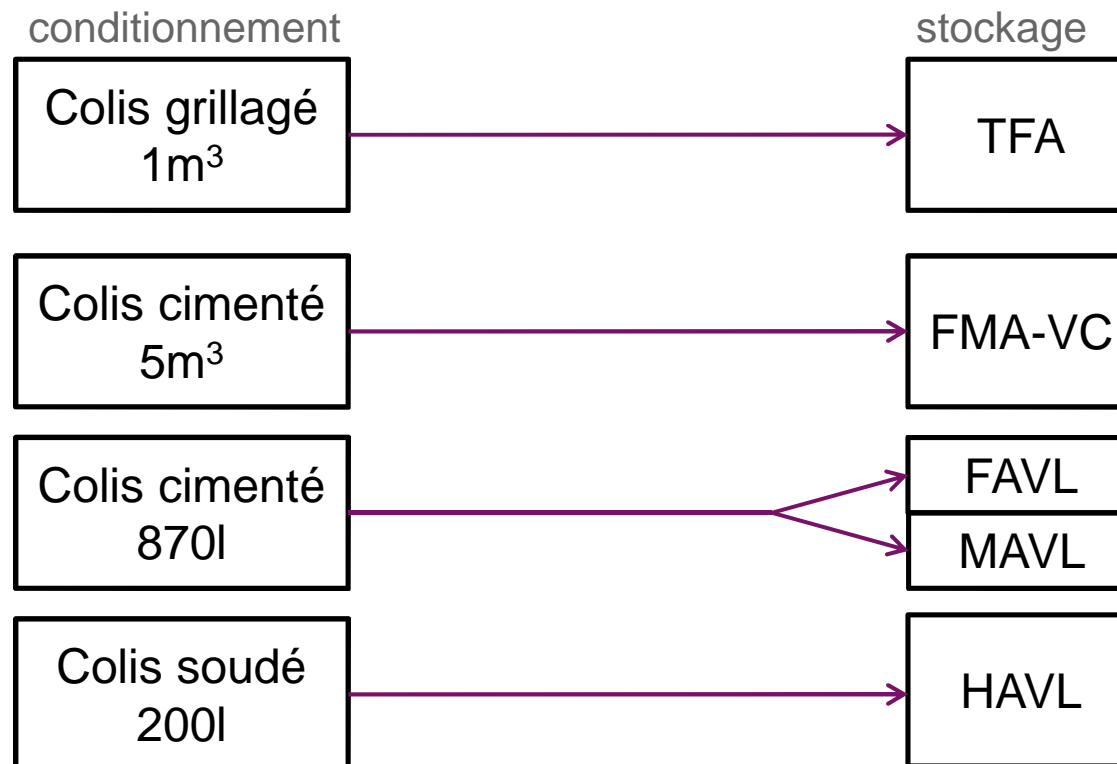 conditionnement stockage
Colis grillagé
1m³
TFA
Colis cimenté
5m³
FMA-VC
Colis cimenté
870l
FAVL
MAVL
Colis soudé
200l
HAVL